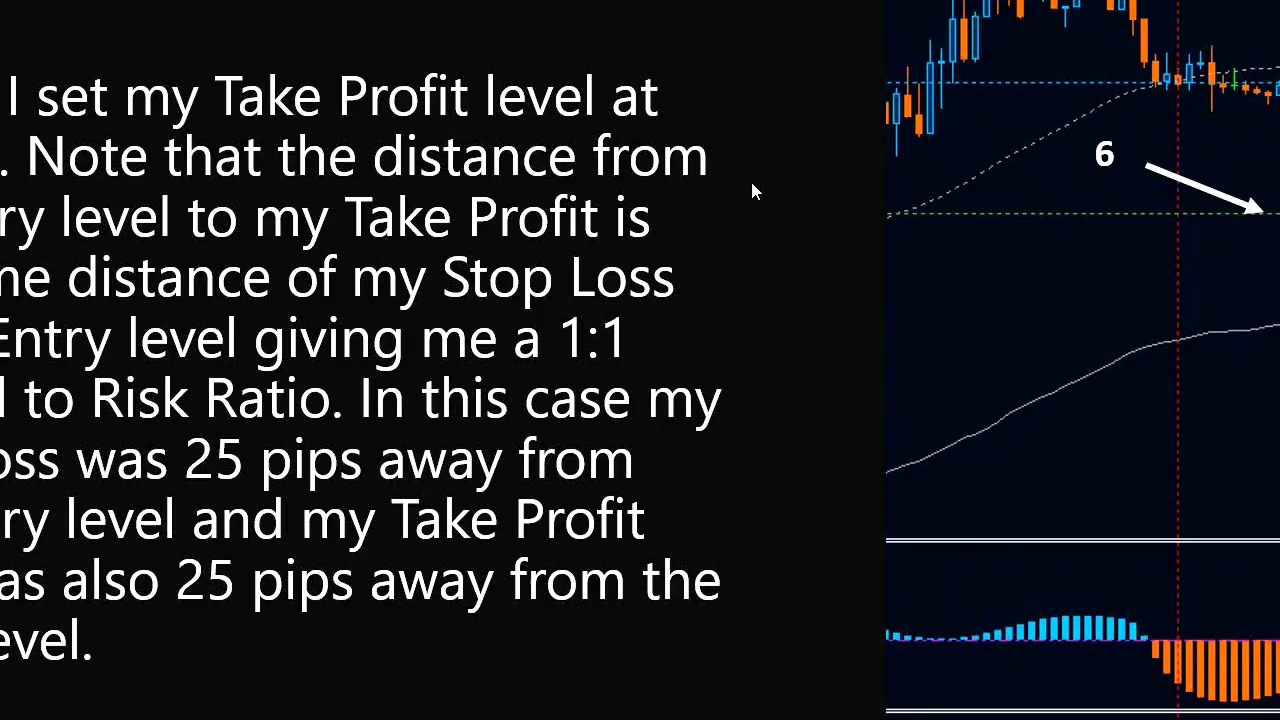 I set my Take Profit level at
. Note that the distance from
ry level to my Take Profit is
me distance of my Stop Loss
Entry level giving me a 1:1
to Risk Ratio. In this case my
oss was 25 pips away from
ry level and my Take Profit
as also 25 pips away from the
evel.
6